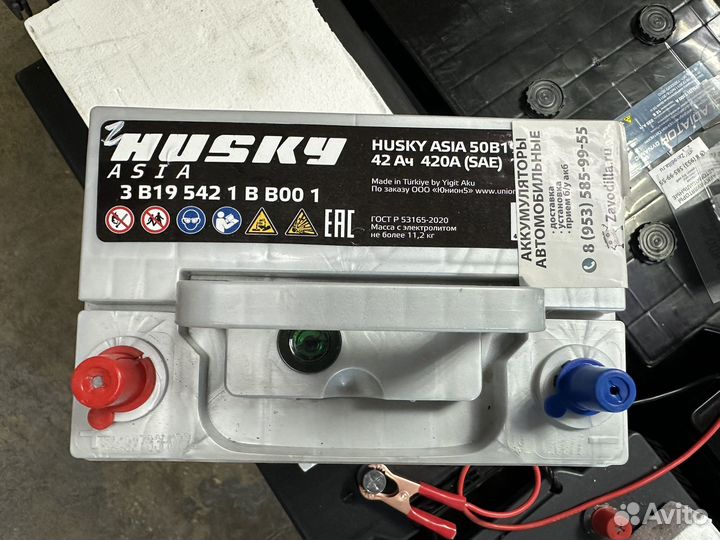 HUSKY
ASIA
3 B19 542 1 B B00 1
HUSKY ASIA 50B1
42 Ач 420A (SAE)
Made in Türkiye by Yigit Aku
По заказу ООО «Юнион5» www.union
ГОСТ Р 53165-2020
Масса с электролитом
не более 11,2 кг
EAC
АККУМУЛЯТОРЫ
АВТОМОБИЛЬНЫЕ
· доставка
· установка
· прием б/у акб
8 (953) 585-99-55
Zavodilla.ru
Avito